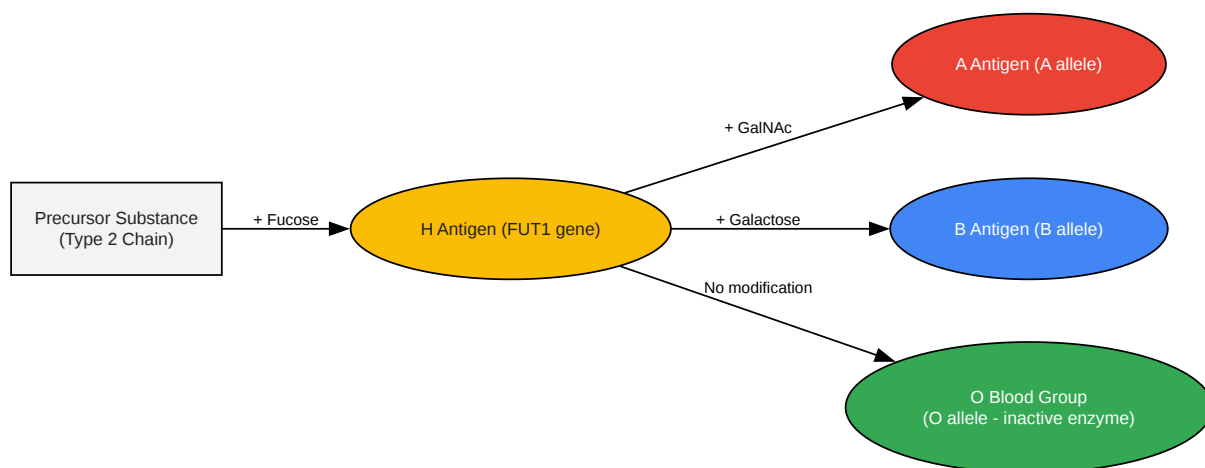 Precursor Substance
(Type 2 Chain)
+ Fucose
H Antigen (FUT1 gene)
+ GalNAc
A Antigen (A allele)
+ Galactose
B Antigen (B allele)
No modification
O Blood Group
(O allele - inactive enzyme)